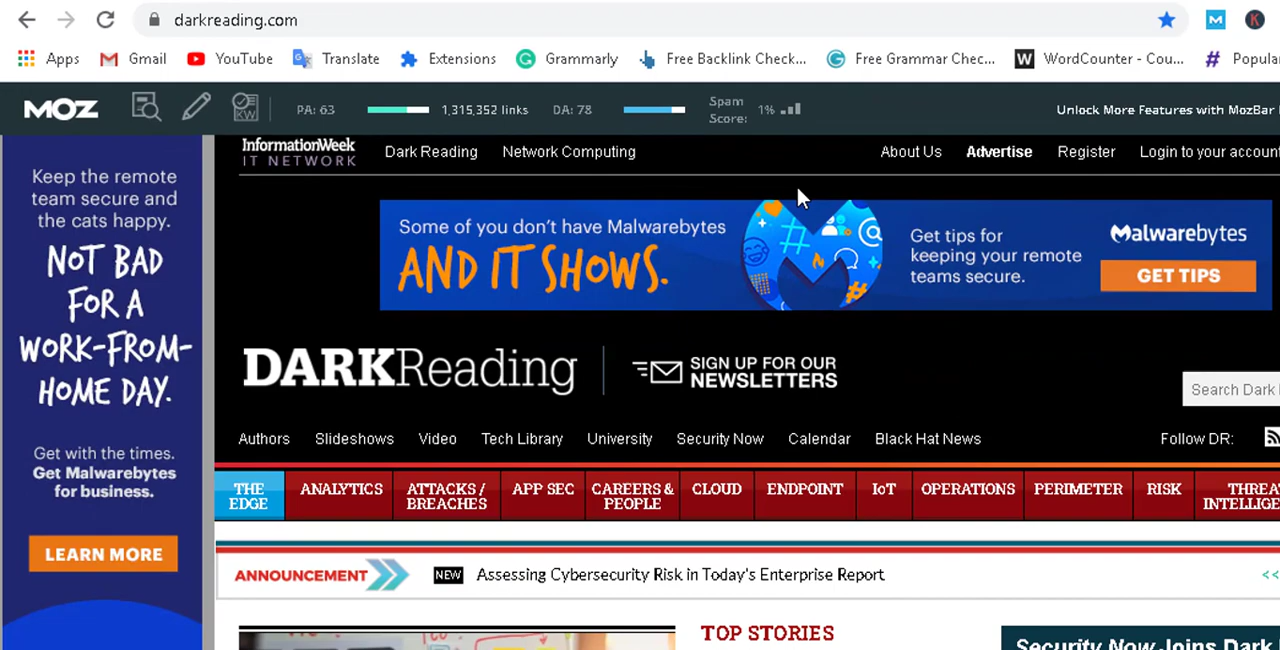 darkreading.com
Apps Gmail YouTube Translate Extensions Grammarly Free Backlink Check... Free Grammar Chec... WordCounter - Cou... Popula
MOZ PA: 63 1,315,352 links DA: 78 Spam Score: 1% Unlock More Features with MozBar
InformationWeek
IT NETWORK
Dark Reading Network Computing About Us Advertise Register Login to your account
Keep the remote
team secure and
the cats happy.
NOT BAD
FOR A
WORK-FROM-
HOME DAY.
Get with the times.
Get Malwarebytes
for business.
LEARN MORE
Some of you don't have Malwarebytes
AND IT SHOWS.
Get tips for
keeping your remote
teams secure.
Malwarebytes
GET TIPS
DARKReading
SIGN UP FOR OUR
NEWSLETTERS
Search Dark
Authors Slideshows Video Tech Library University Security Now Calendar Black Hat News Follow DR:
THE EDGE ANALYTICS ATTACKS / BREACHES APP SEC CAREERS & PEOPLE CLOUD ENDPOINT IoT OPERATIONS PERIMETER RISK THREA INTELLIGE
ANNOUNCEMENT NEW Assessing Cybersecurity Risk in Today's Enterprise Report <<
TOP STORIES
Security Now Joins Dark